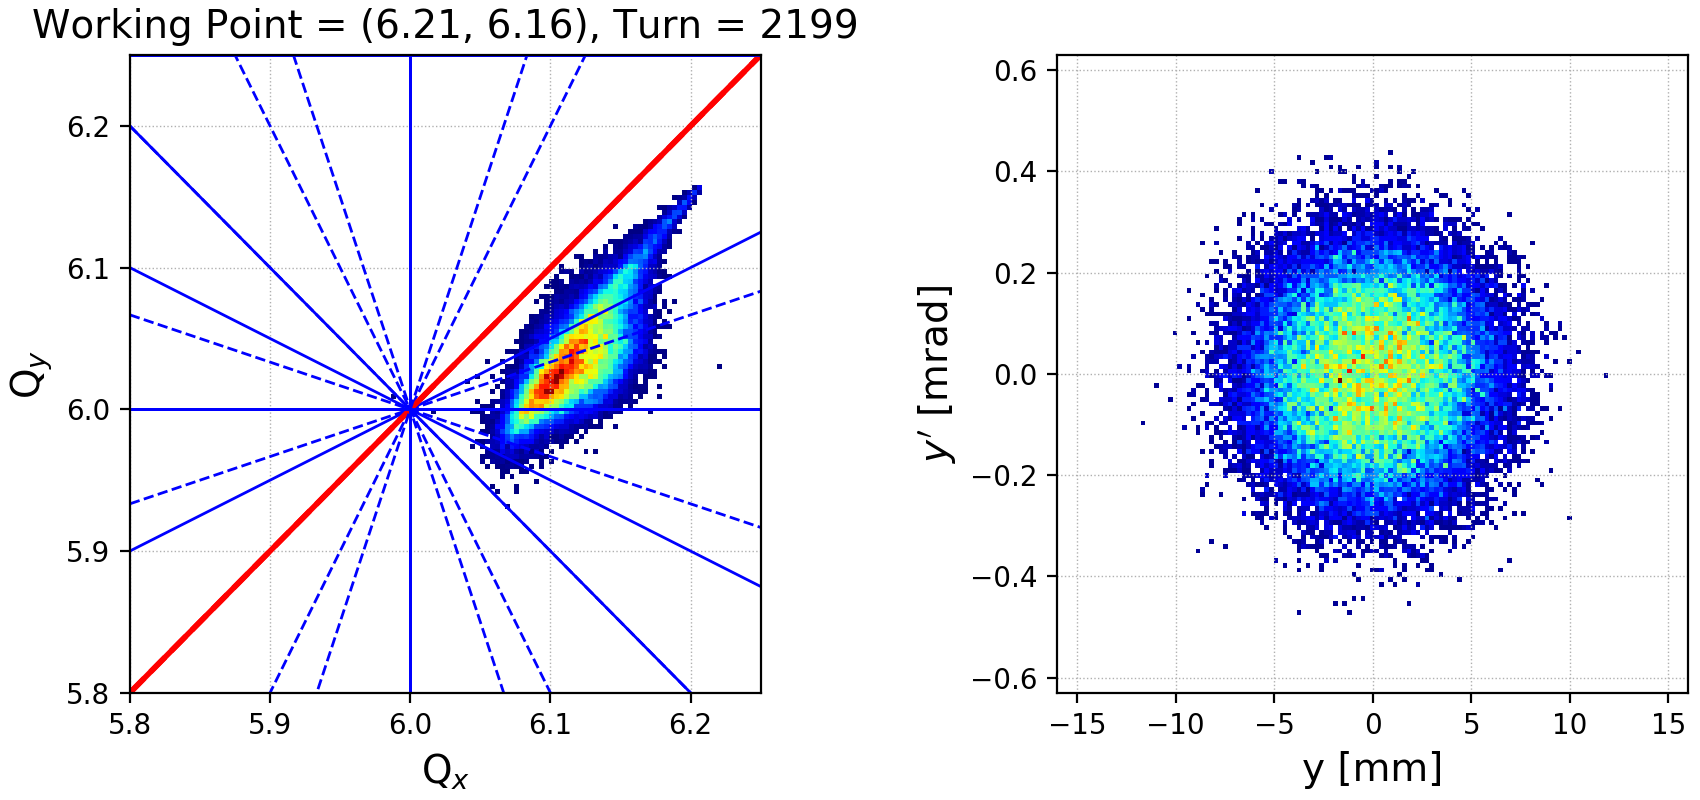 Working Point = (6.21, 6.16), Turn = 2199
6.2
6.1
6.0
5.9
5.8
Q_y
5.8 5.9 6.0 6.1 6.2
Q_x
0.6
0.4
0.2
0.0
−0.2
−0.4
−0.6
y′ [mrad]
−15 −10 −5 0 5 10 15
y [mm]